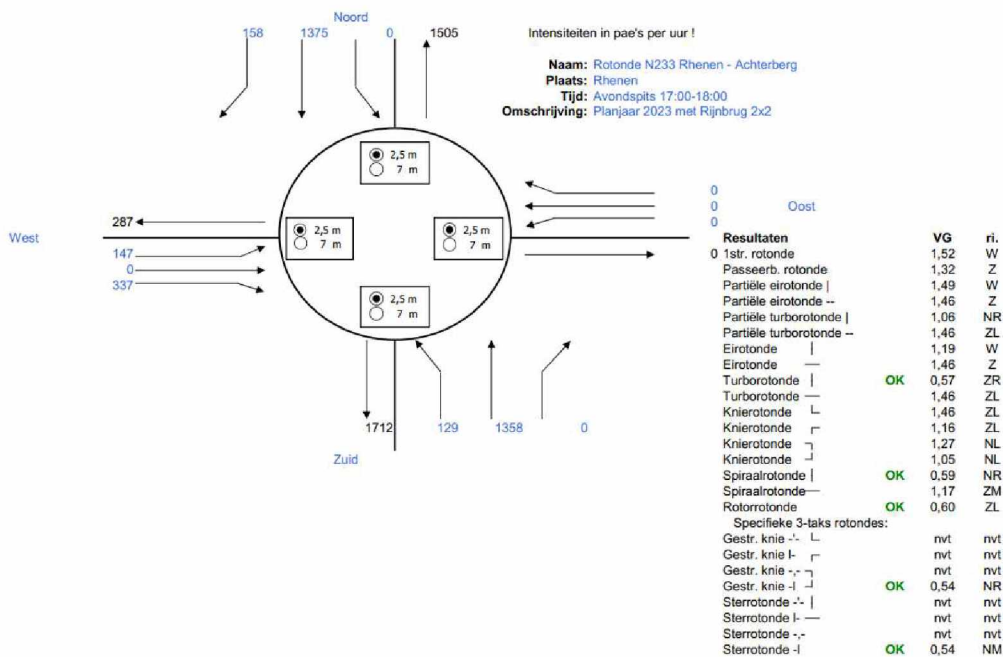 Noord
158 1375 0 1505
Intensiteiten in pae's per uur !
Naam: Rotonde N233 Rhenen - Achterberg
Plaats: Rhenen
Tijd: Avondspits 17:00-18:00
Omschrijving: Planjaar 2023 met Rijnbrug 2x2
2,5 m
7 m
West
287
147
0
337
2,5 m
7 m
2,5 m
7 m
0
0
0
Oost
0
2,5 m
7 m
1712 129 1358 0
Zuid
Resultaten VG ri.
1str. rotonde 1,52 W
Passeerb. rotonde 1,32 Z
Partiële eirotonde | 1,49 W
Partiële eirotonde -- 1,46 Z
Partiële turborotonde | 1,06 NR
Partiële turborotonde -- 1,46 ZL
Eirotonde | 1,19 W
Eirotonde — 1,46 Z
Turborotonde | OK 0,57 ZR
Turborotonde — 1,46 ZL
Knierotonde └ 1,46 ZL
Knierotonde ┌ 1,16 ZL
Knierotonde ┐ 1,27 NL
Knierotonde ┘ 1,05 NL
Spiraalrotonde | OK 0,59 NR
Spiraalrotonde — 1,17 ZM
Rotorrotonde OK 0,60 ZL
Specifieke 3-taks rotondes:
Gestr. knie -'- └ nvt nvt
Gestr. knie I- ┌ nvt nvt
Gestr. knie -,- ┐ nvt nvt
Gestr. knie -I ┘ OK 0,54 NR
Sterrotonde -'- | nvt nvt
Sterrotonde I- — nvt nvt
Sterrotonde -,- nvt nvt
Sterrotonde -I OK 0,54 NM